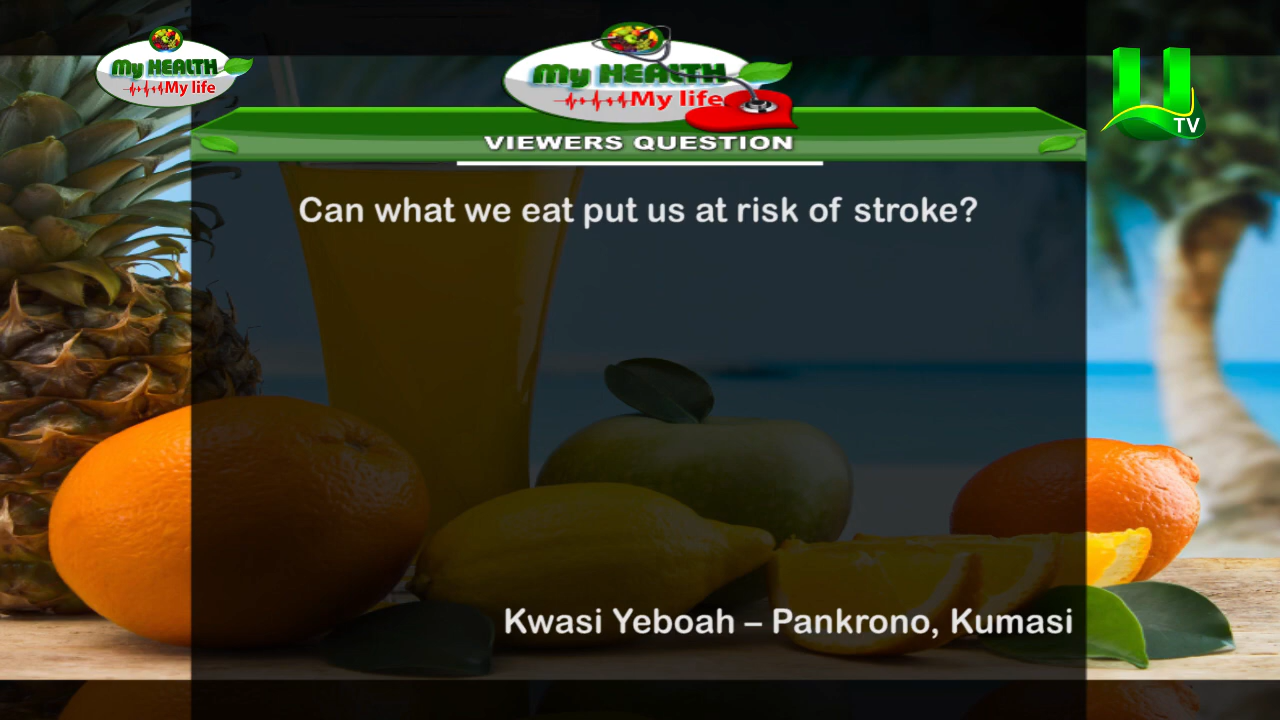 My HEALTH
My life
My HEALTH
My life
U
TV
VIEWERS QUESTION
Can what we eat put us at risk of stroke?
Kwasi Yeboah – Pankrono, Kumasi